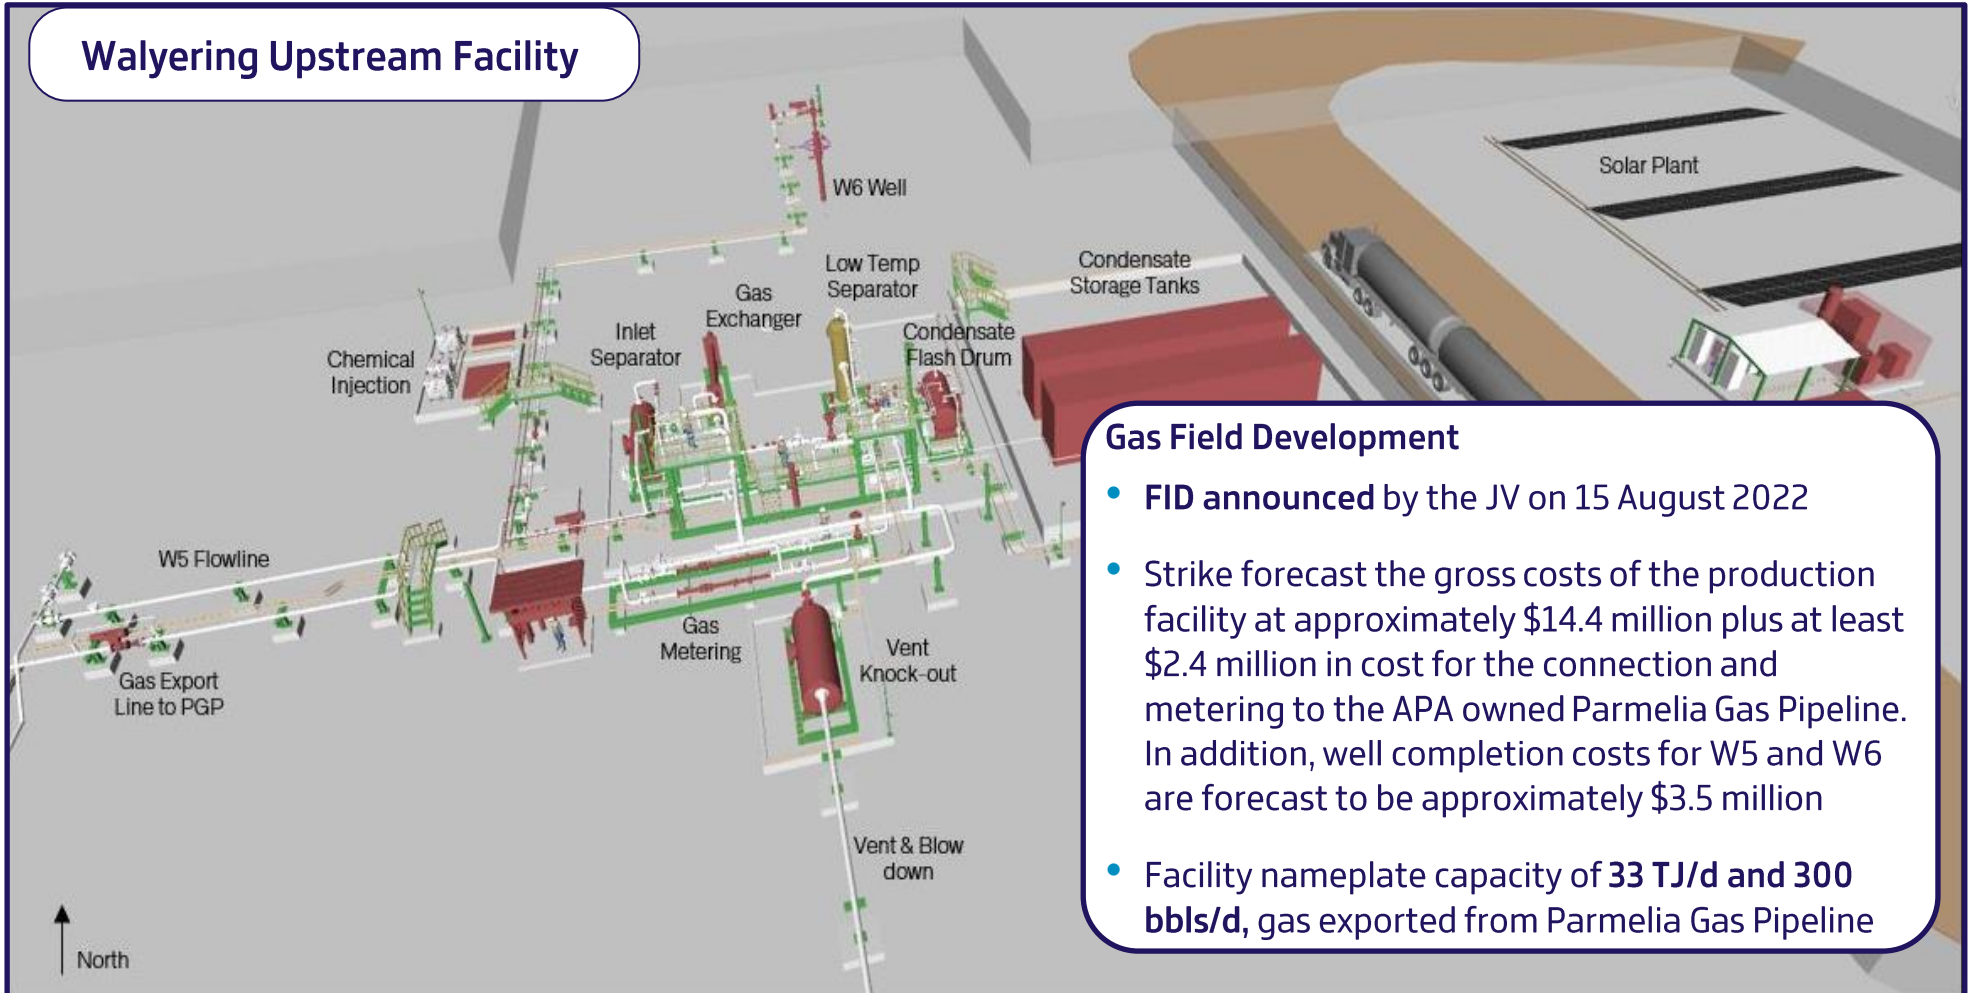 Walyering Upstream Facility
W6 Well
Solar Plant
Low Temp
Separator
Condensate
Storage Tanks
Gas
Exchanger
Inlet
Separator
Condensate
Flash Drum
Chemical
Injection
W5 Flowline
Gas
Metering
Vent
Knock-out
Gas Export
Line to PGP
Vent & Blow
down
North
Gas Field Development
• FID announced by the JV on 15 August 2022
• Strike forecast the gross costs of the production
facility at approximately $14.4 million plus at least
$2.4 million in cost for the connection and
metering to the APA owned Parmelia Gas Pipeline.
In addition, well completion costs for W5 and W6
are forecast to be approximately $3.5 million
• Facility nameplate capacity of 33 TJ/d and 300
bbls/d, gas exported from Parmelia Gas Pipeline